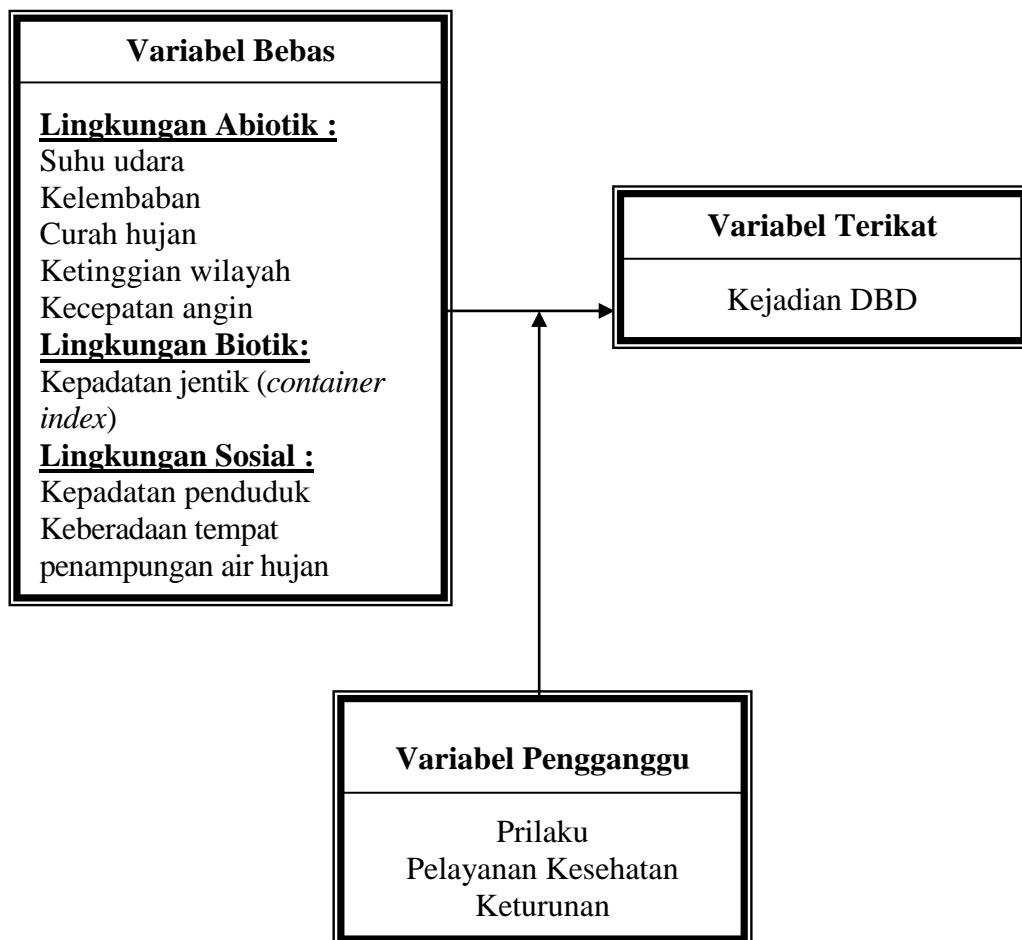 Variabel Bebas
Lingkungan Abiotik :
Suhu udara
Kelembaban
Curah hujan
Ketinggian wilayah
Kecepatan angin
Lingkungan Biotik:
Kepadatan jentik (container
index)
Lingkungan Sosial :
Kepadatan penduduk
Keberadaan tempat
penampungan air hujan
Variabel Terikat
Kejadian DBD
Variabel Pengganggu
Prilaku
Pelayanan Kesehatan
Keturunan